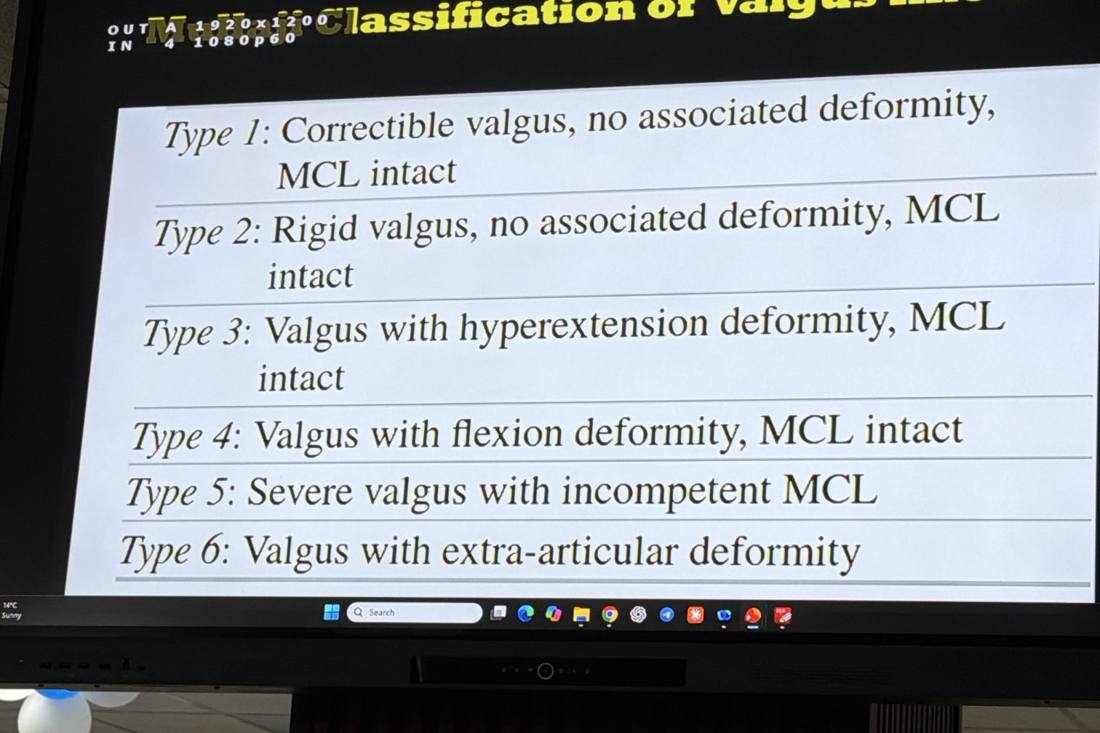 OUT A 1920x1200
IN 4 1080p60
Mullaji Classification of Valgus
Type 1: Correctible valgus, no associated deformity,
MCL intact
Type 2: Rigid valgus, no associated deformity, MCL
intact
Type 3: Valgus with hyperextension deformity, MCL
intact
Type 4: Valgus with flexion deformity, MCL intact
Type 5: Severe valgus with incompetent MCL
Type 6: Valgus with extra-articular deformity
14°C
Sunny
Search